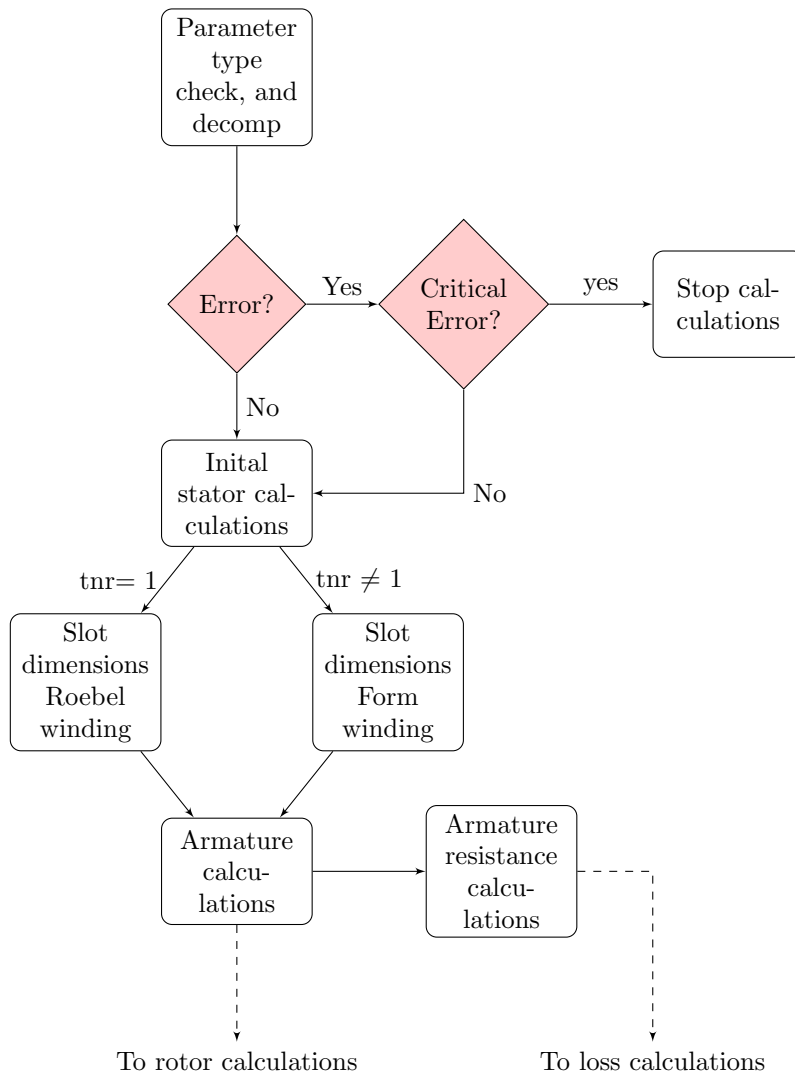 Parameter
type
check, and
decomp
Error?
Yes
Critical
Error?
yes
Stop cal-
culations
No
Inital
stator cal-
culations
No
tnr= 1
tnr ≠ 1
Slot
dimensions
Roebel
winding
Slot
dimensions
Form
winding
Armature
calcu-
lations
Armature
resistance
calcu-
lations
To rotor calculations
To loss calculations